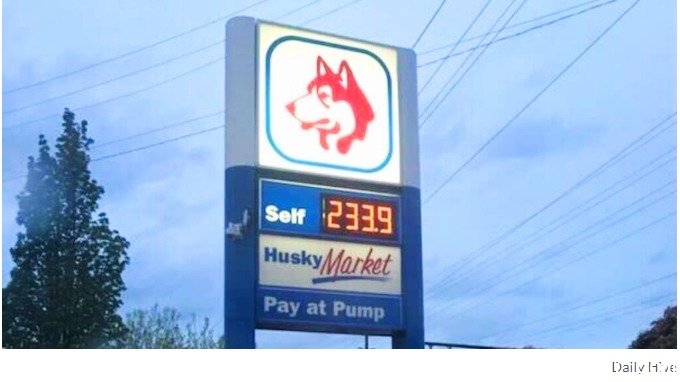 Self 233.9
Husky Market
Pay at Pump
Daily Hive